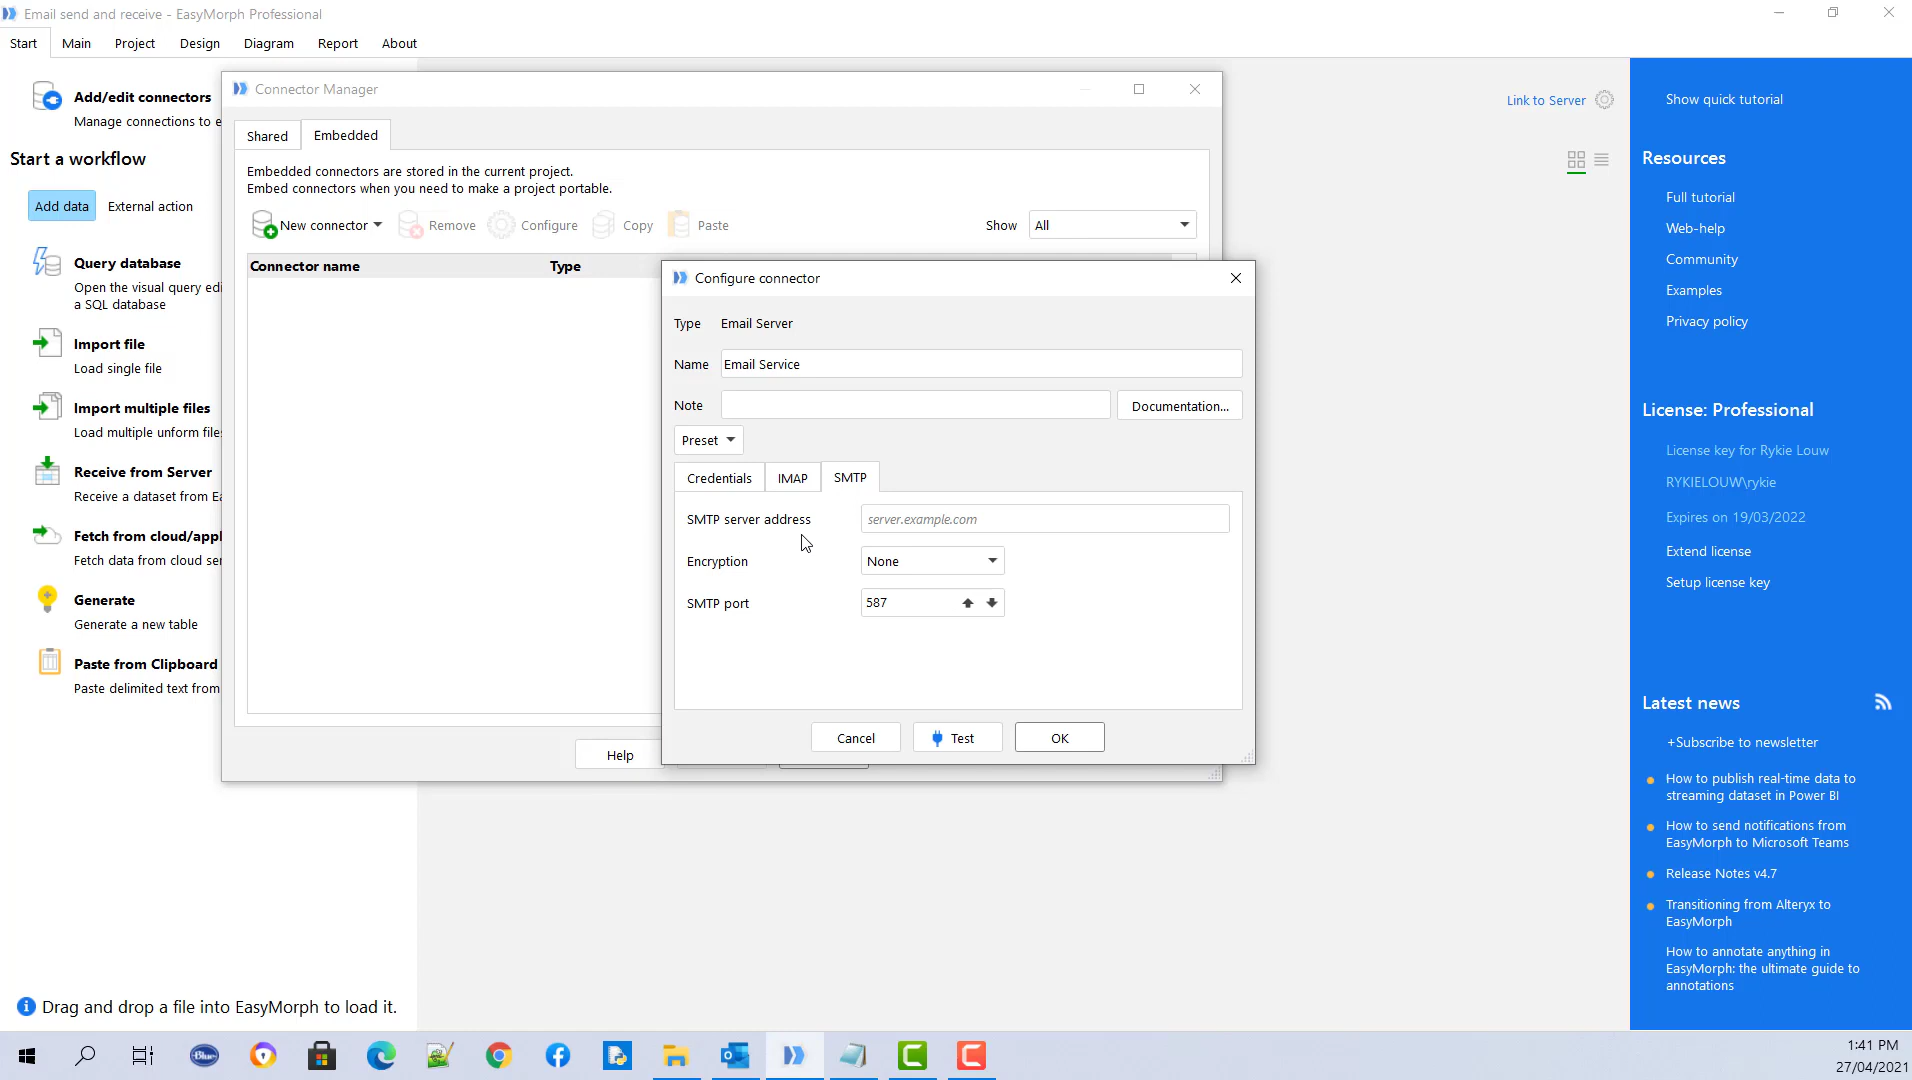 Email send and receive - EasyMorph Professional
Start
Main
Project
Design
Diagram
Report
About
Add/edit connectors
Manage connections to e
Start a workflow
Add data
External action
Query database
Open the visual query edi
a SQL database
Import file
Load single file
Import multiple files
Load multiple unform file
Receive from Server
Receive a dataset from Ea
Fetch from cloud/appl
Fetch data from cloud se
Generate
Generate a new table
Paste from Clipboard
Paste delimited text from
Drag and drop a file into EasyMorph to load it.
Connector Manager
Shared
Embedded
Embedded connectors are stored in the current project.
Embed connectors when you need to make a project portable.
New connector
Remove
Configure
Copy
Paste
Show
All
Connector name
Type
Help
Configure connector
Type
Email Server
Name
Email Service
Note
Documentation...
Preset
Credentials
IMAP
SMTP
SMTP server address
server.example.com
Encryption
None
SMTP port
587
Cancel
Test
OK
Link to Server
Show quick tutorial
Resources
Full tutorial
Web-help
Community
Examples
Privacy policy
License: Professional
License key for Rykie Louw
RYKIELOUW\rykie
Expires on 19/03/2022
Extend license
Setup license key
Latest news
+Subscribe to newsletter
How to publish real-time data to
streaming dataset in Power BI
How to send notifications from
EasyMorph to Microsoft Teams
Release Notes v4.7
Transitioning from Alteryx to
EasyMorph
How to annotate anything in
EasyMorph: the ultimate guide to
annotations
Blue
1:41 PM
27/04/2021